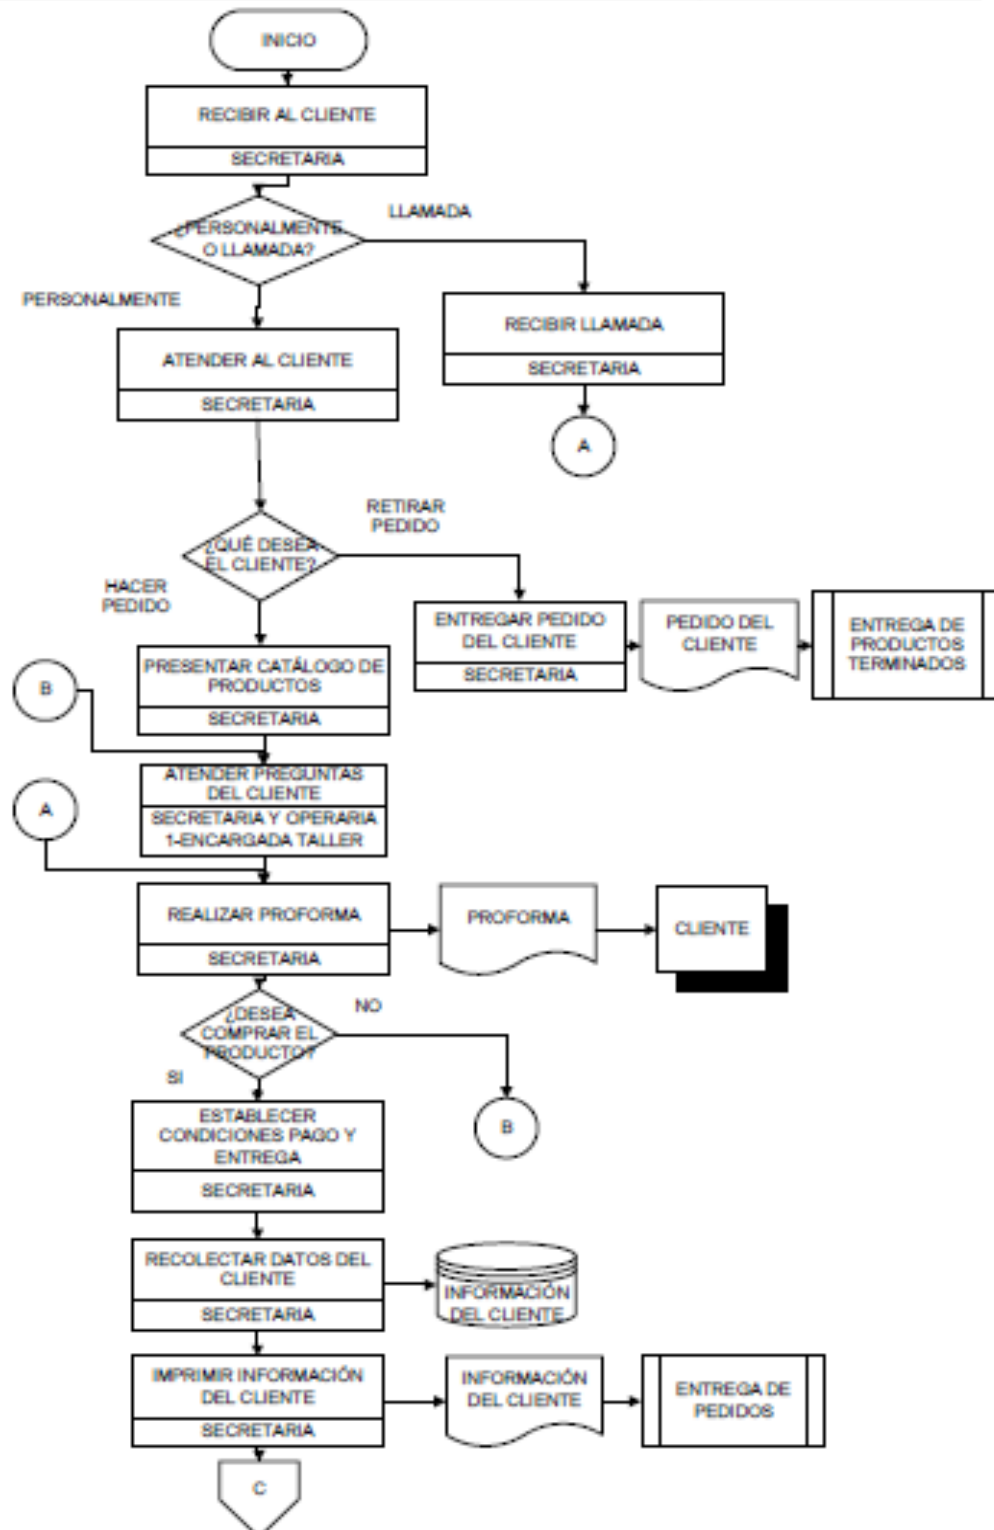 INICIO
RECIBIR AL CLIENTE
SECRETARIA
¿PERSONALMENTE
O LLAMADA?
LLAMADA
PERSONALMENTE
RECIBIR LLAMADA
SECRETARIA
ATENDER AL CLIENTE
SECRETARIA
A
¿QUÉ DESEA
EL CLIENTE?
RETIRAR
PEDIDO
HACER
PEDIDO
ENTREGAR PEDIDO
DEL CLIENTE
SECRETARIA
PEDIDO DEL
CLIENTE
ENTREGA DE
PRODUCTOS
TERMINADOS
PRESENTAR CATÁLOGO DE
PRODUCTOS
SECRETARIA
B
ATENDER PREGUNTAS
DEL CLIENTE
SECRETARIA Y OPERARIA
1-ENCARGADA TALLER
A
REALIZAR PROFORMA
SECRETARIA
PROFORMA
CLIENTE
¿DESEA
COMPRAR EL
PRODUCTO?
NO
SI
B
ESTABLECER
CONDICIONES PAGO Y
ENTREGA
SECRETARIA
RECOLECTAR DATOS DEL
CLIENTE
SECRETARIA
INFORMACIÓN
DEL CLIENTE
IMPRIMIR INFORMACIÓN
DEL CLIENTE
SECRETARIA
INFORMACIÓN
DEL CLIENTE
ENTREGA DE
PEDIDOS
C